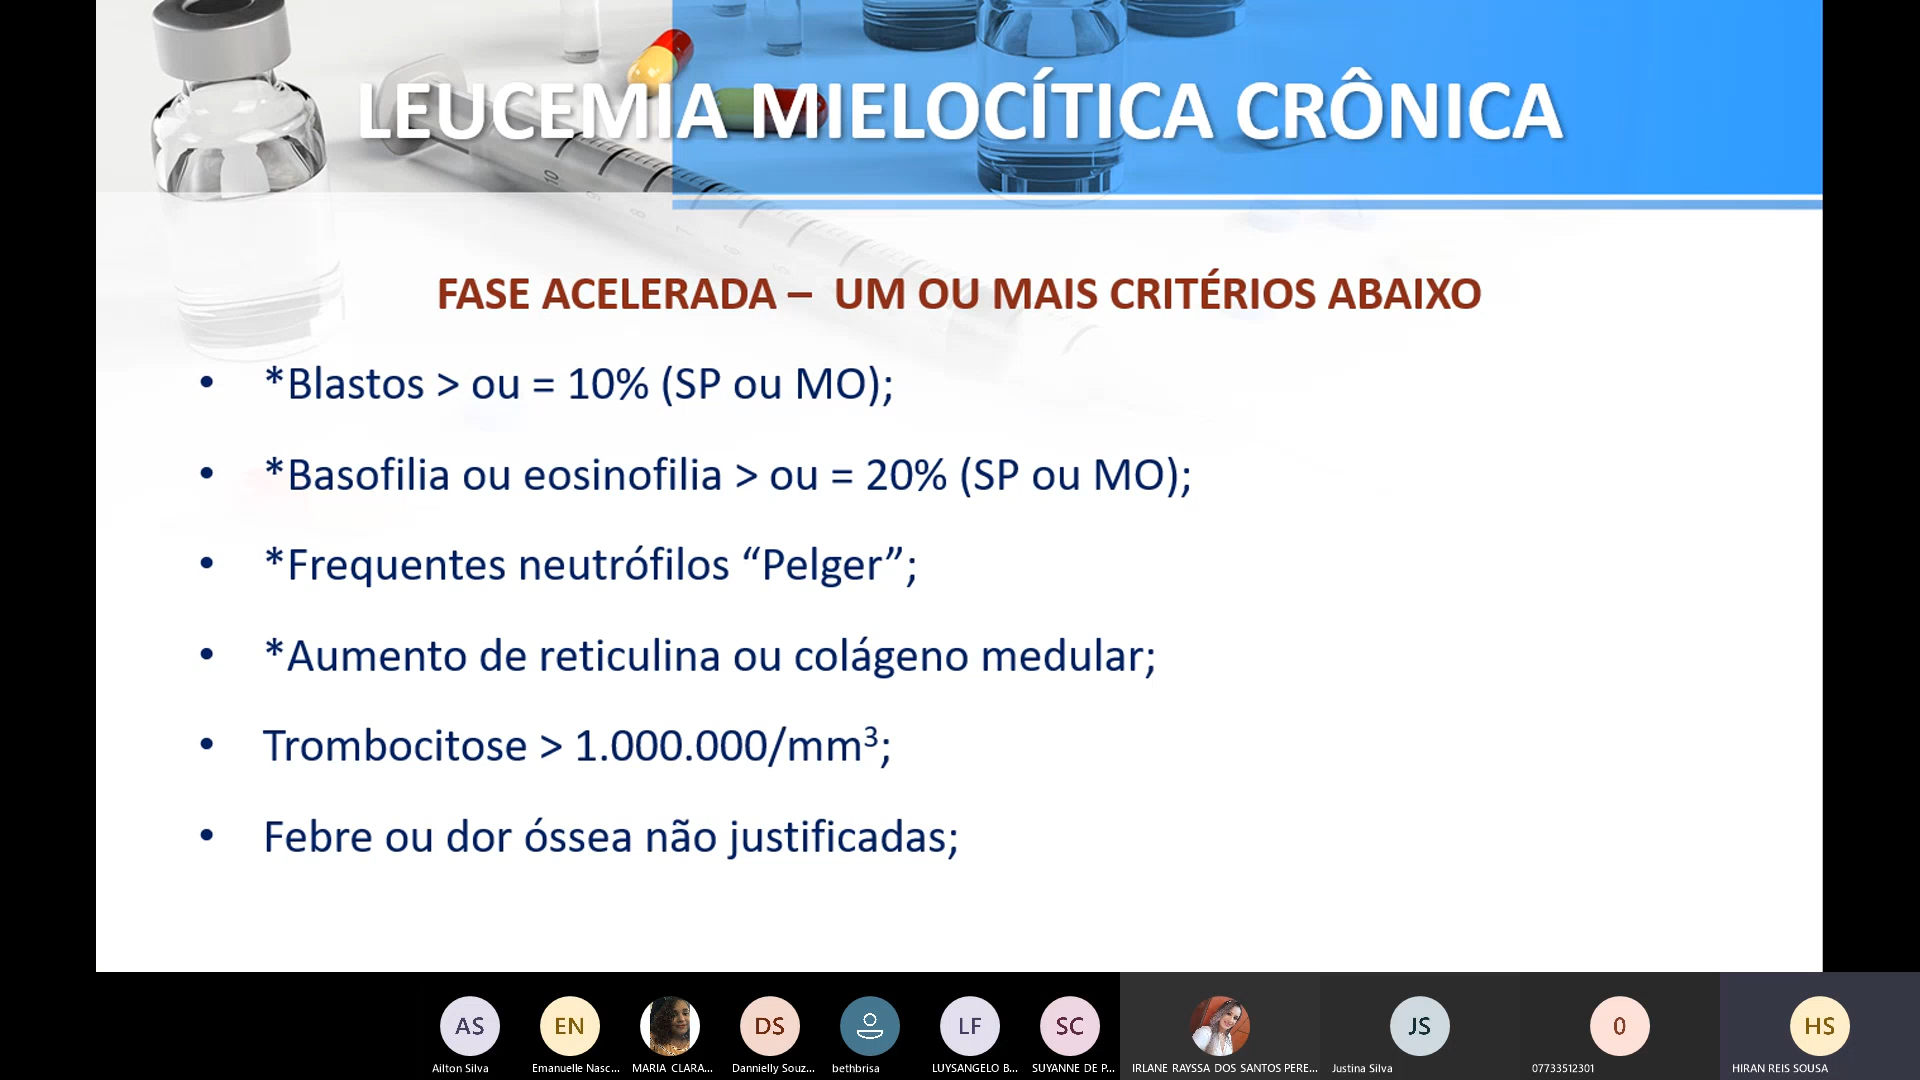 LEUCEMIA MIELOCÍTICA CRÔNICA
FASE ACELERADA – UM OU MAIS CRITÉRIOS ABAIXO
• *Blastos > ou = 10% (SP ou MO);
• *Basofilia ou eosinofilia > ou = 20% (SP ou MO);
• *Frequentes neutrófilos “Pelger”;
• *Aumento de reticulina ou colágeno medular;
• Trombocitose > 1.000.000/mm³;
• Febre ou dor óssea não justificadas;
AS EN DS LF SC JS 0 HS
Ailton Silva Emanuelle Nasc... MARIA CLARA... Dannielly Souz... bethbrisa LUYSANGELO B... SUYANNE DE P... IRLANE RAYSSA DOS SANTOS PERE... Justina Silva 07733512301 HIRAN REIS SOUSA